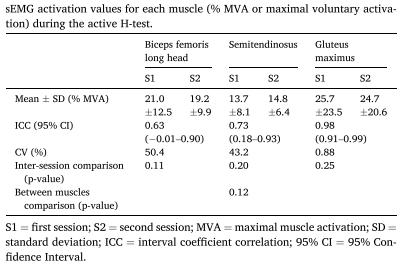 sEMG activation values for each muscle (% MVA or maximal voluntary activa-
tion) during the active H-test.
Biceps femoris Semitendinosus Gluteus
long head maximus
S1 S2 S1 S2 S1 S2
Mean ± SD (% MVA) 21.0 19.2 13.7 14.8 25.7 24.7
±12.5 ±9.9 ±8.1 ±6.4 ±23.5 ±20.6
ICC (95% CI) 0.63 0.73 0.98
(−0.01–0.90) (0.18–0.93) (0.91–0.99)
CV (%) 50.4 43.2 0.88
Inter-session comparison 0.11 0.20 0.25
(p-value)
Between muscles 0.12
comparison (p-value)
S1 = first session; S2 = second session; MVA = maximal muscle activation; SD =
standard deviation; ICC = interval coefficient correlation; 95% CI = 95% Con-
fidence Interval.